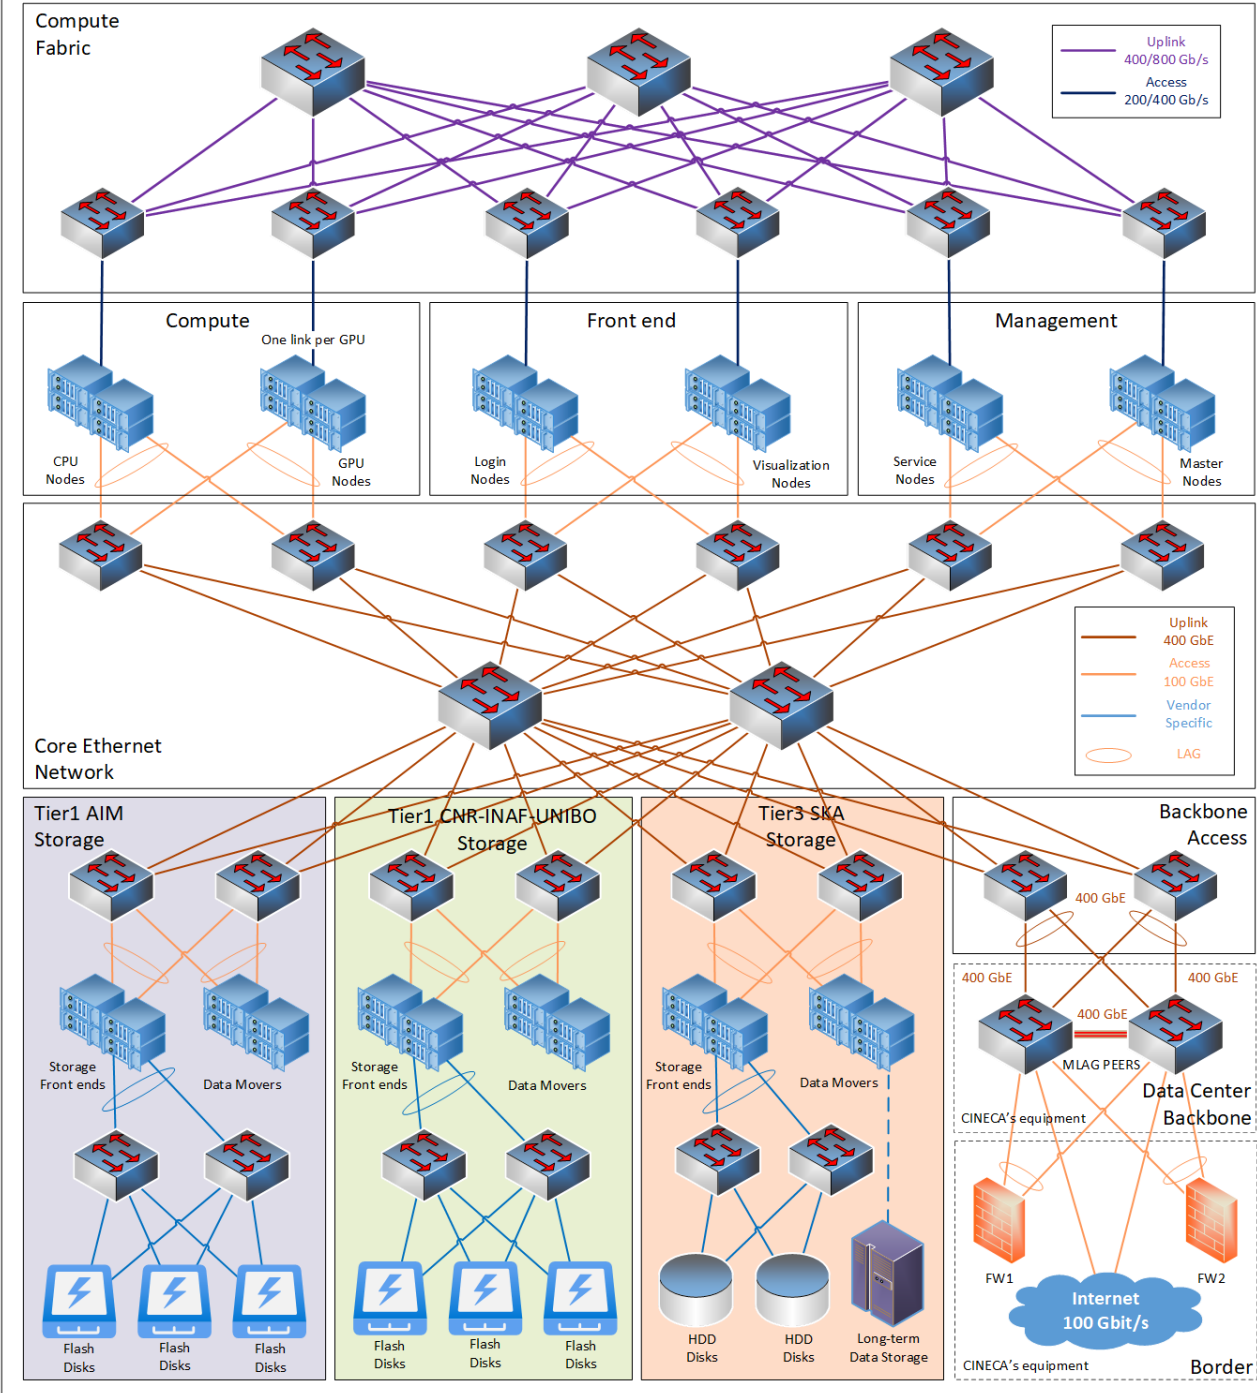 Compute
Fabric
Uplink
400/800 Gb/s
Access
200/400 Gb/s
Compute
One link per GPU
CPU
Nodes
GPU
Nodes
Front end
Login
Nodes
Visualization
Nodes
Management
Service
Nodes
Master
Nodes
Uplink
400 GbE
Access
100 GbE
Vendor
Specific
LAG
Core Ethernet
Network
Tier1 AIM
Storage
Storage
Front ends
Data Movers
Flash
Disks
Flash
Disks
Flash
Disks
Tier1 CNR-INAF-UNIBO
Storage
Storage
Front ends
Data Movers
Flash
Disks
Flash
Disks
Flash
Disks
Tier3 SKA
Storage
Storage
Front ends
Data Movers
HDD
Disks
HDD
Disks
Long-term
Data Storage
Backbone
Access
400 GbE
400 GbE
400 GbE
400 GbE
MLAG PEERS
Data Center
Backbone
CINECA's equipment
FW1
FW2
Internet
100 Gbit/s
CINECA's equipment
Border